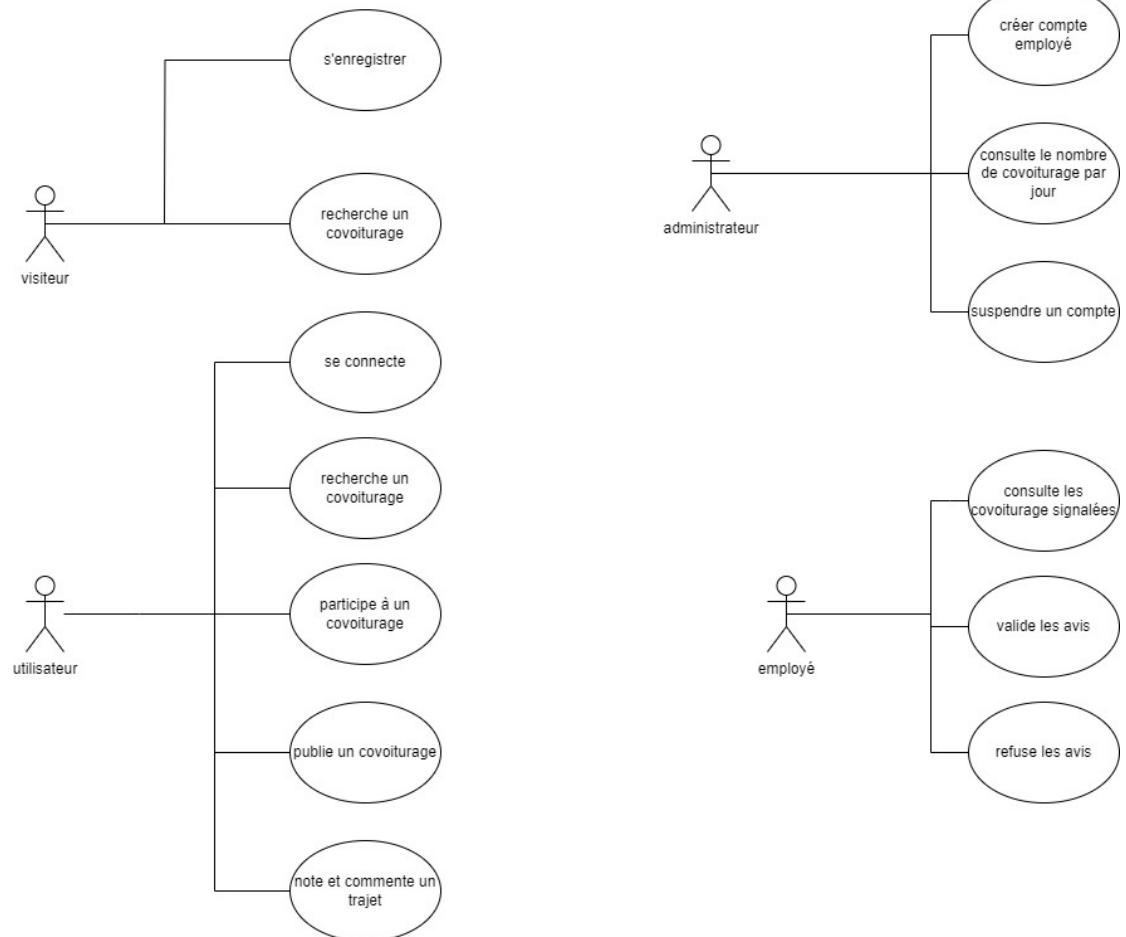 s'enregistrer
recherche un
covoiturage
visiteur
se connecte
recherche un
covoiturage
participe à un
covoiturage
utilisateur
publie un covoiturage
note et commente un
trajet
créer compte
employé
consulte le nombre
de covoiturage par
jour
administrateur
suspendre un compte
consulte les
covoiturage signalées
valide les avis
employé
refuse les avis